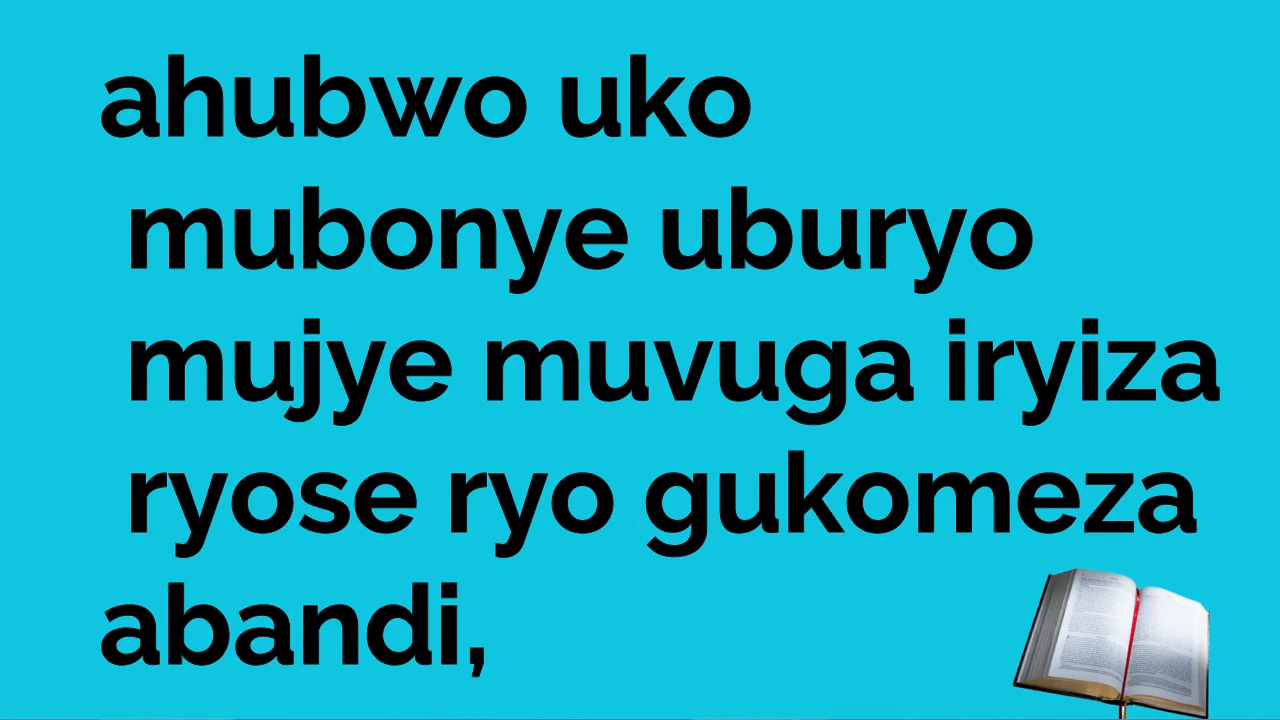 ahubwo uko
mubonye uburyo
mujye muvuga iryiza
ryose ryo gukomeza
abandi,